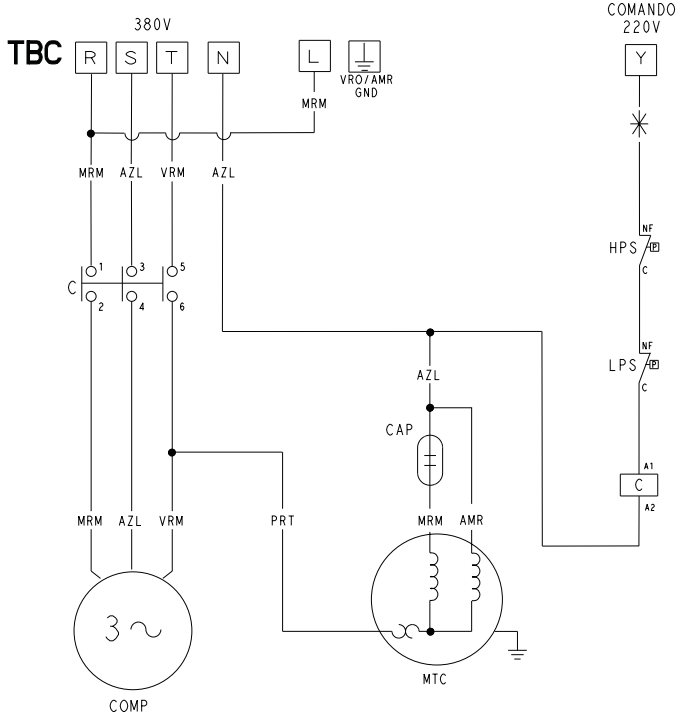 COMANDO
380V 220V
TBC R S T N L Y
VRO/AMR
GND
MRM
MRM AZL VRM AZL
NF
HPS P
C
1 3 5
C
2 4 6
NF
AZL LPS P
C
CAP
A1
C
A2
MRM AZL VRM PRT MRM AMR
3
MTC
COMP